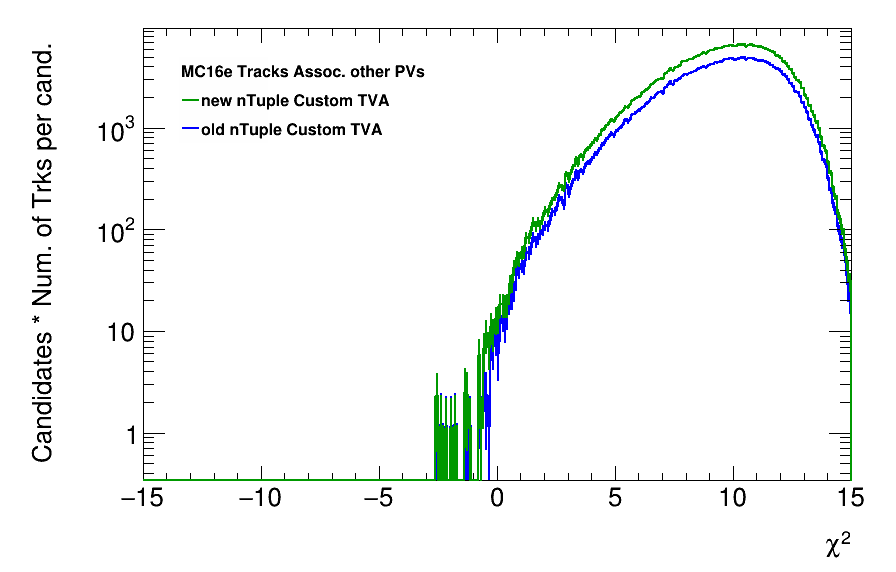 Candidates * Num. of Trks per cand.
MC16e Tracks Assoc. other PVs
new nTuple Custom TVA
old nTuple Custom TVA
10³
10²
10
1
−15 −10 −5 0 5 10 15
χ²